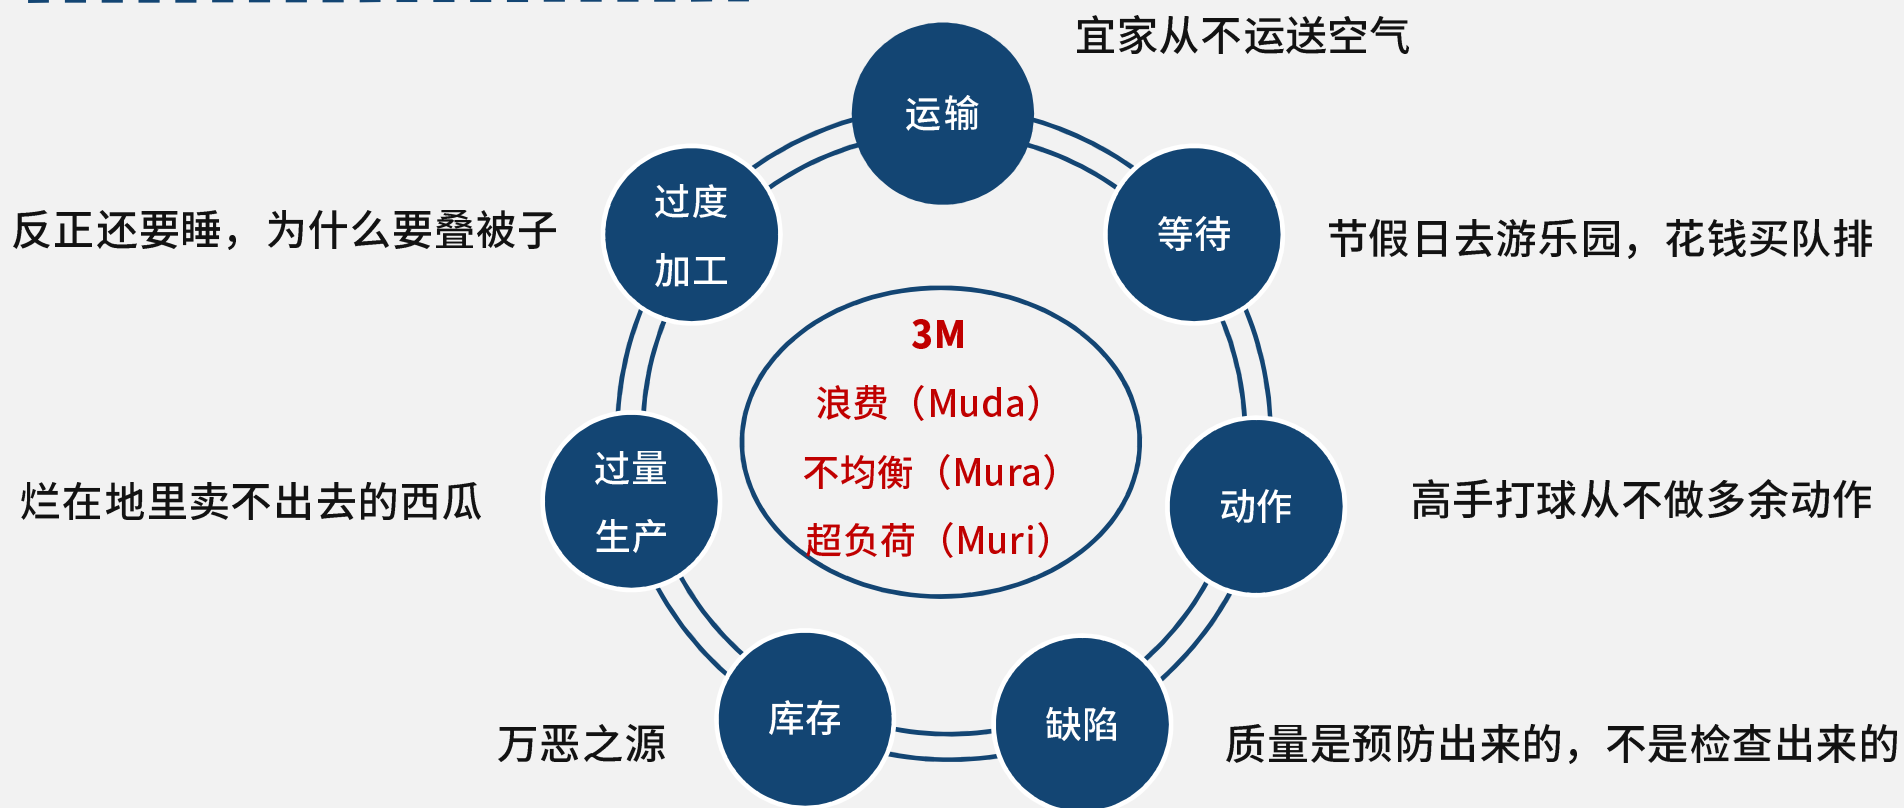 宜家从不运送空气
运输
过度
加工
反正还要睡，为什么要叠被子
等待
节假日去游乐园，花钱买队排
3M
浪费（Muda）
不均衡（Mura）
超负荷（Muri）
过量
生产
烂在地里卖不出去的西瓜
动作
高手打球从不做多余动作
库存
万恶之源
缺陷
质量是预防出来的，不是检查出来的